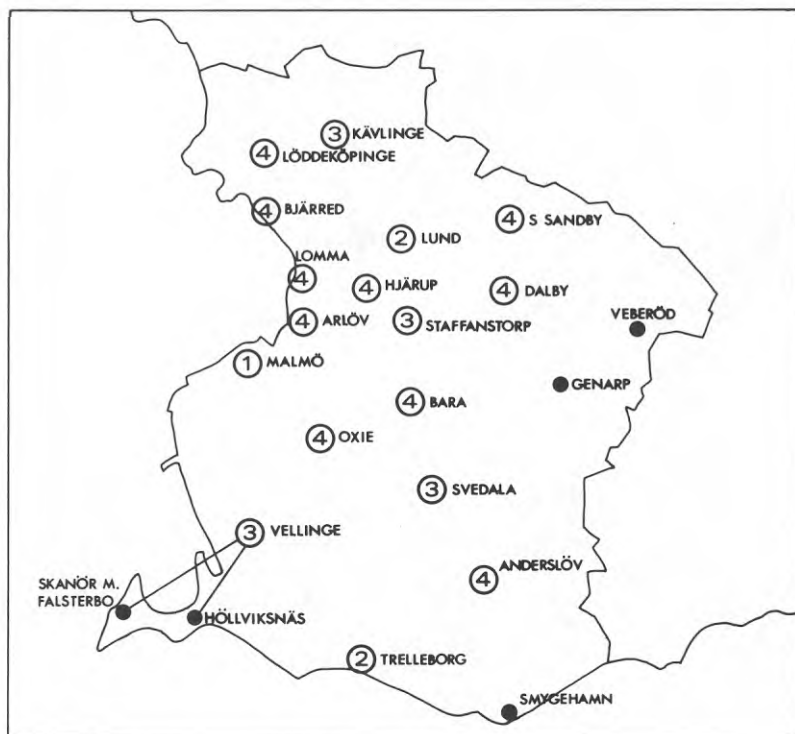 3 KÄVLINGE
4 LÖDDEKÖPINGE
4 BJÄRRED
4 S SANDBY
2 LUND
LOMMA
4
4 HJÄRUP
4 DALBY
4 ARLÖV
3 STAFFANSTORP
VEBERÖD
1 MALMÖ
GENARP
4 BARA
4 OXIE
3 SVEDALA
3 VELLINGE
ANDERSLÖV
4
SKANÖR M.
FALSTERBO
HÖLLVIKSNÄS
2 TRELLEBORG
SMYGEHAMN